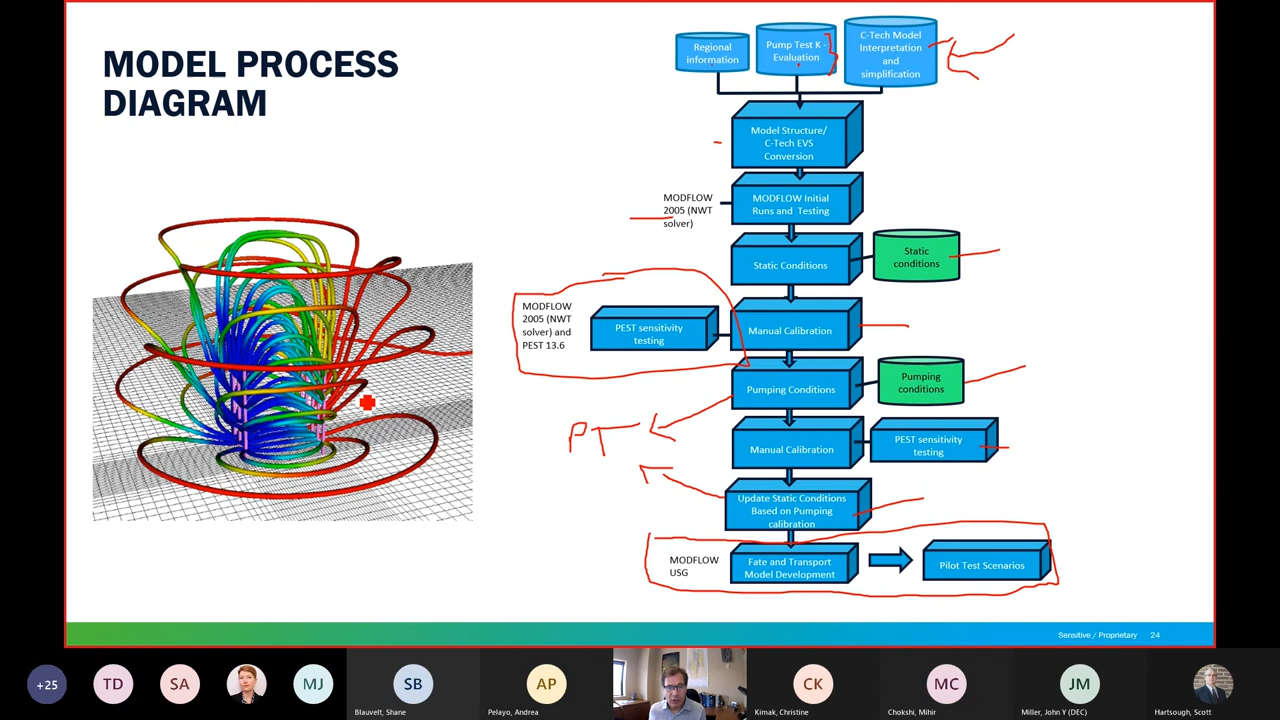 MODEL PROCESS
DIAGRAM
Regional
information
Pump Test K -
Evaluation
C-Tech Model
Interpretation
and
simplification
Model Structure/
C-Tech EVS
Conversion
MODFLOW
2005 (NWT
solver)
MODFLOW Initial
Runs and Testing
Static Conditions
Static
conditions
MODFLOW
2005 (NWT
solver) and
PEST 13.6
PEST sensitivity
testing
Manual Calibration
Pumping Conditions
Pumping
conditions
PT
Manual Calibration
PEST sensitivity
testing
Update Static Conditions
Based on Pumping
calibration
MODFLOW
USG
Fate and Transport
Model Development
Pilot Test Scenarios
Sensitive / Proprietary 24
+25
TD
SA
MJ
SB
Blauvelt, Shane
AP
Pelayo, Andrea
CK
Kimak, Christine
MC
Chokshi, Mihir
JM
Miller, John Y (DEC)
Hartsough, Scott